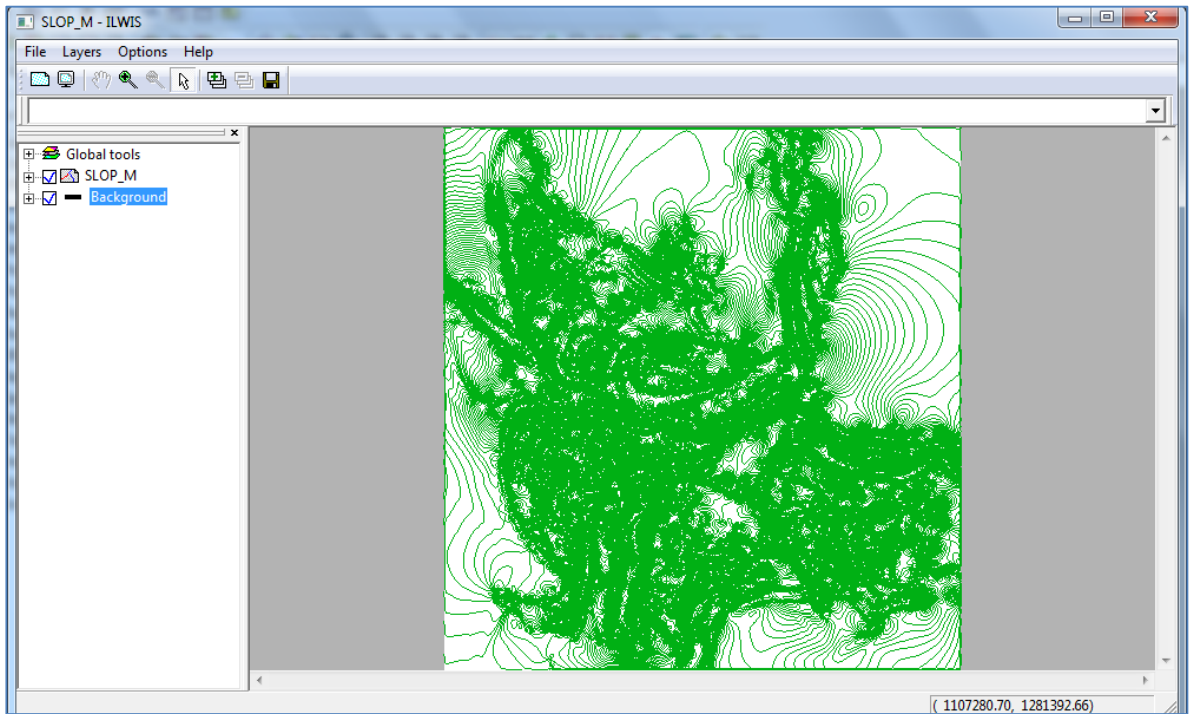 SLOP_M - ILWIS
File Layers Options Help
Global tools
SLOP_M
Background
( 1107280.70, 1281392.66)